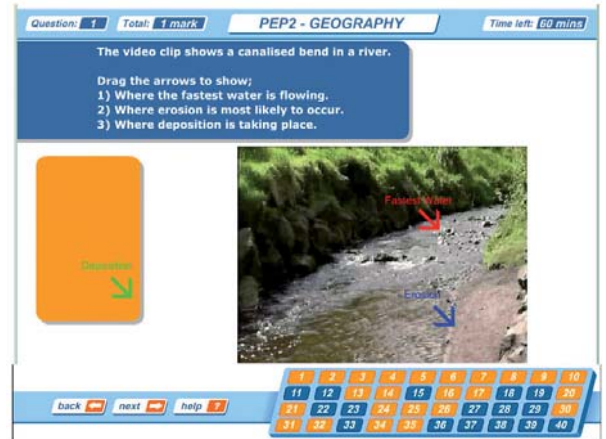 Question: 1 Total: 1 mark PEP2 - GEOGRAPHY Time left: 60 mins
The video clip shows a canalised bend in a river.
Drag the arrows to show;
1) Where the fastest water is flowing.
2) Where erosion is most likely to occur.
3) Where deposition is taking place.
Fastest Water
Deposition
Erosion
back next help ?
1 2 3 4 5 6 7 8 9 10
11 12 13 14 15 16 17 18 19 20
21 22 23 24 25 26 27 28 29 30
31 32 33 34 35 36 37 38 39 40